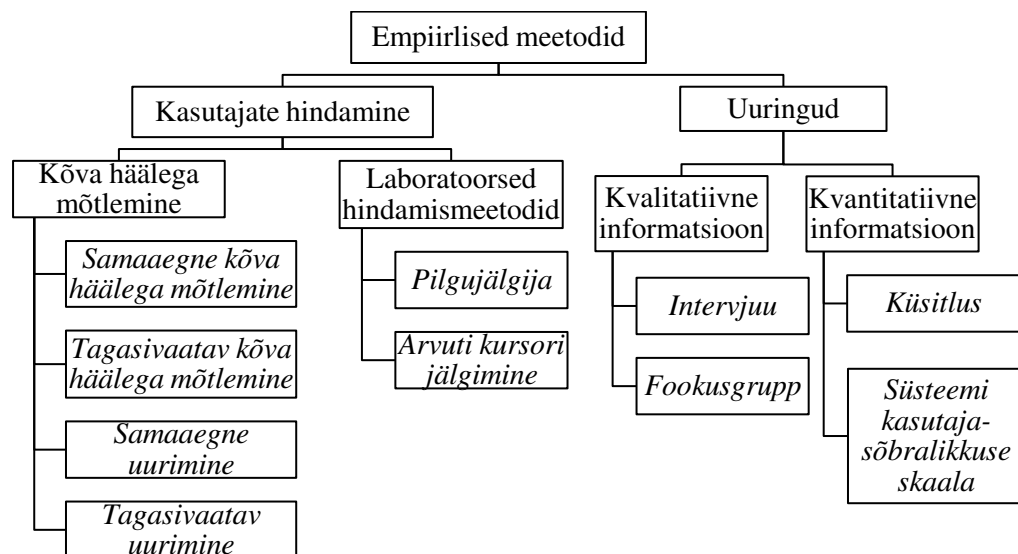 Empiirlised meetodid
Kasutajate hindamine
Uuringud
Kõva häälega
mõtlemine
Laboratoorsed
hindamismeetodid
Kvalitatiivne
informatsioon
Kvantitatiivne
informatsioon
Samaaegne kõva
häälega mõtlemine
Tagasivaatav kõva
häälega mõtlemine
Samaaegne
uurimine
Tagasivaatav
uurimine
Pilgujälgija
Arvuti kursori
jälgimine
Intervjuu
Fookusgrupp
Küsitlus
Süsteemi
kasutaja-
sõbralikkuse
skaala